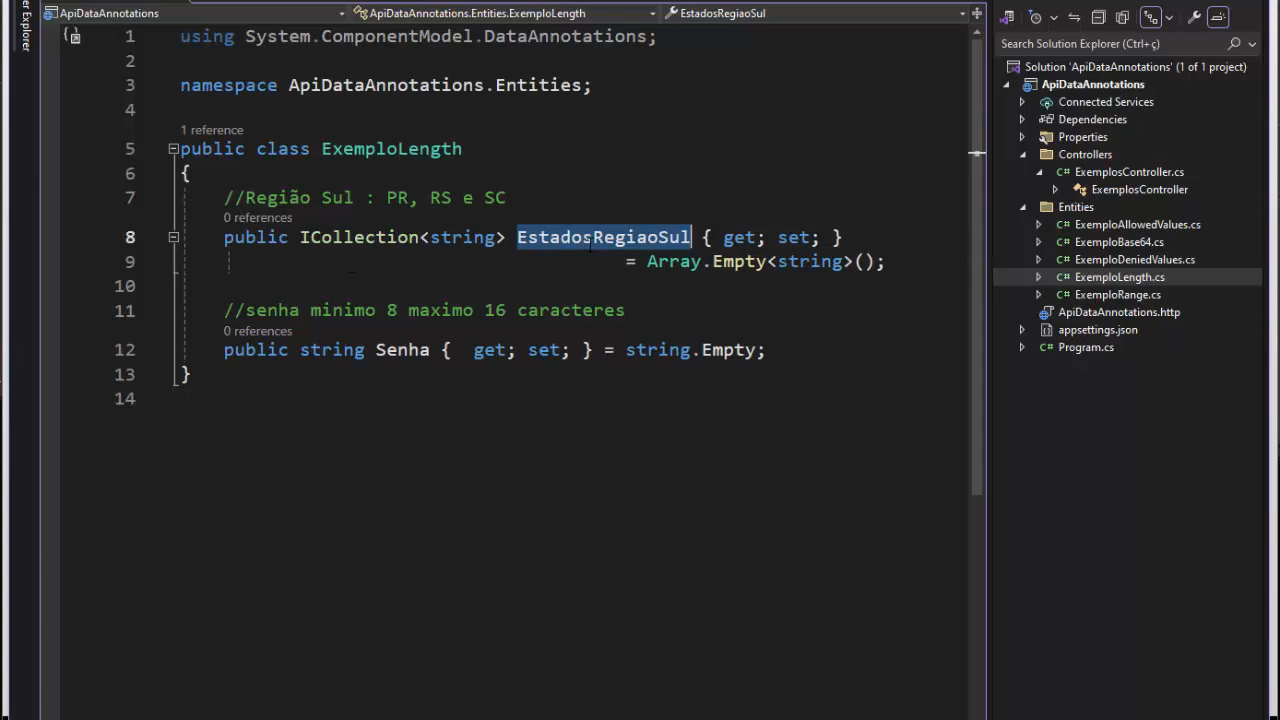 er Explorer
ApiDataAnnotations
ApiDataAnnotations.Entities.ExemploLength
EstadosRegiaoSul
1 using System.ComponentModel.DataAnnotations;
2
3 namespace ApiDataAnnotations.Entities;
4
1 reference
5 public class ExemploLength
6 {
7 //Região Sul : PR, RS e SC
0 references
8 public ICollection<string> EstadosRegiaoSul { get; set; }
9 = Array.Empty<string>();
10
11 //senha minimo 8 maximo 16 caracteres
0 references
12 public string Senha {  get; set; } = string.Empty;
13 }
14
Search Solution Explorer (Ctrl+ç)
Solution 'ApiDataAnnotations' (1 of 1 project)
ApiDataAnnotations
Connected Services
Dependencies
Properties
Controllers
C# ExemplosController.cs
ExemplosController
Entities
C# ExemploAllowedValues.cs
C# ExemploBase64.cs
C# ExemploDeniedValues.cs
C# ExemploLength.cs
C# ExemploRange.cs
ApiDataAnnotations.http
appsettings.json
C# Program.cs